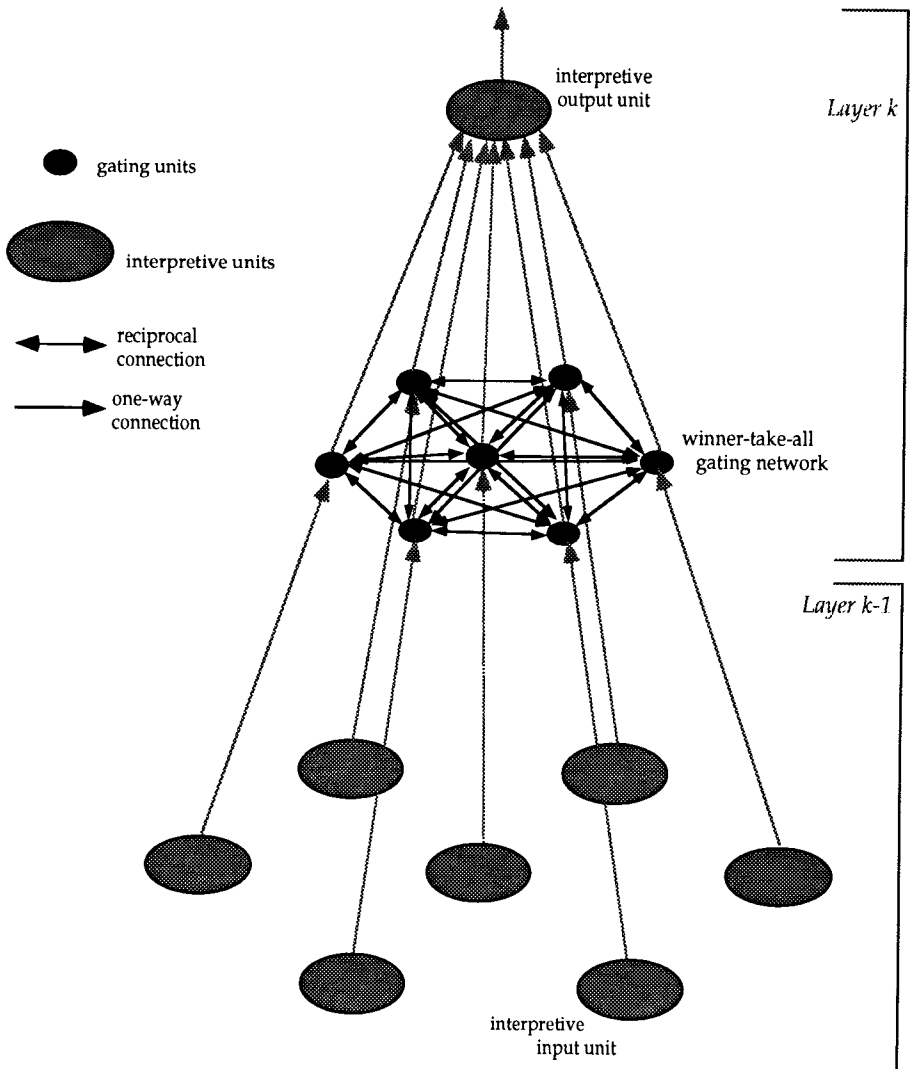 interpretive
output unit
Layer k
gating units
interpretive units
reciprocal
connection
one-way
connection
winner-take-all
gating network
Layer k-1
interpretive
input unit